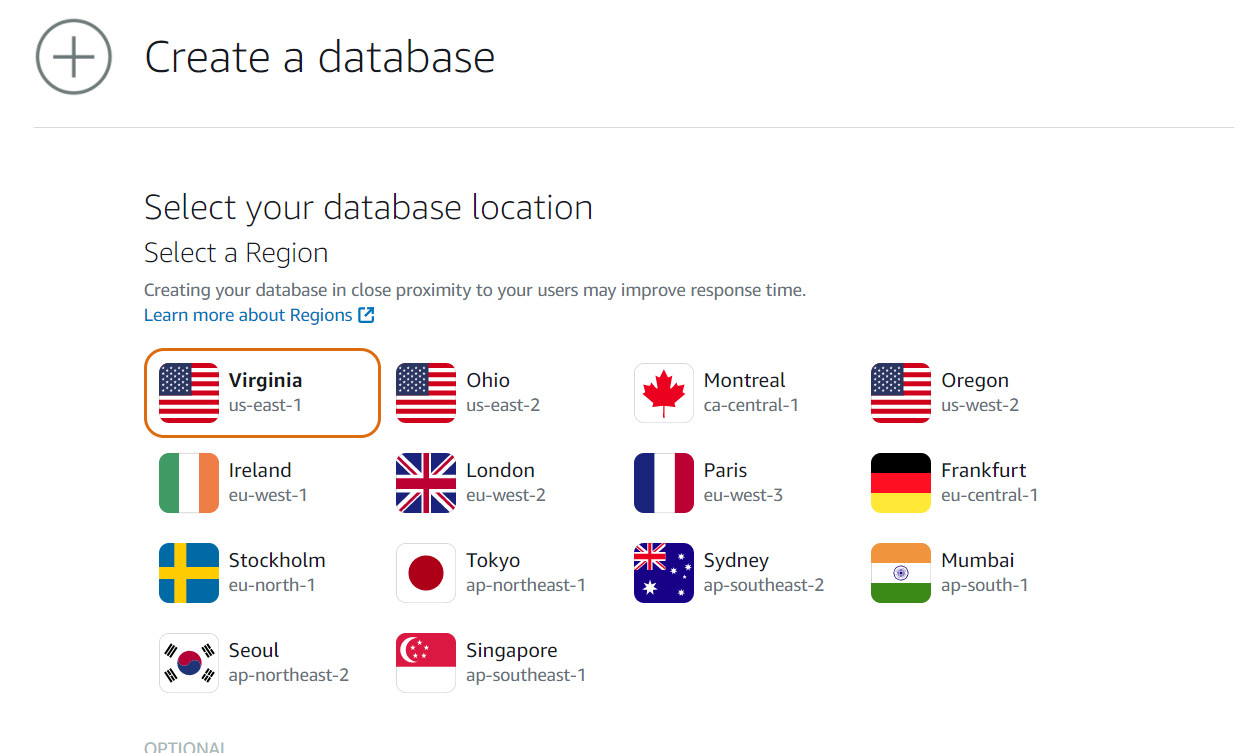 Create a database
Select your database location
Select a Region
Creating your database in close proximity to your users may improve response time.
Learn more about Regions
Virginia
us-east-1
Ohio
us-east-2
Montreal
ca-central-1
Oregon
us-west-2
Ireland
eu-west-1
London
eu-west-2
Paris
eu-west-3
Frankfurt
eu-central-1
Stockholm
eu-north-1
Tokyo
ap-northeast-1
Sydney
ap-southeast-2
Mumbai
ap-south-1
Seoul
ap-northeast-2
Singapore
ap-southeast-1
OPTIONAL